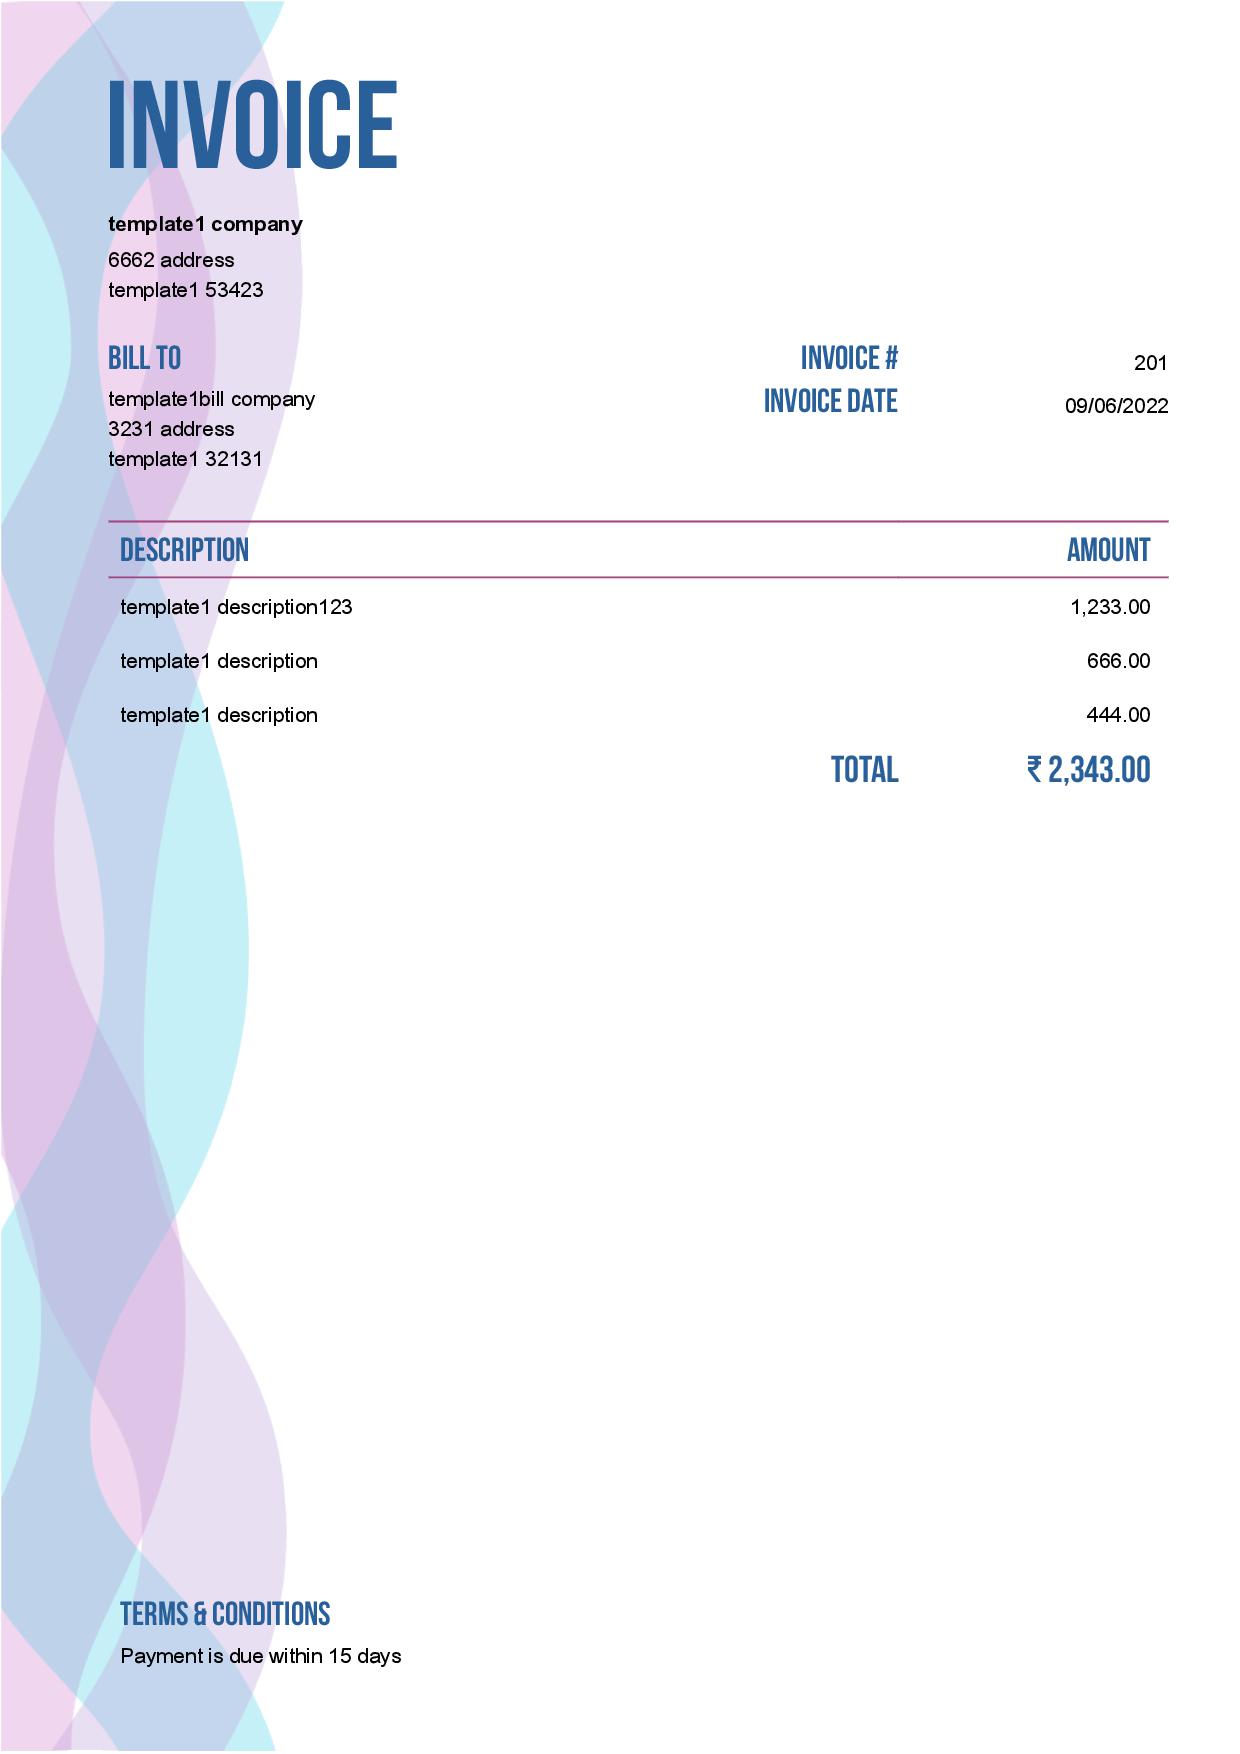 INVOICE
template1 company
6662 address
template1 53423
BILL TO
template1bill company
3231 address
template1 32131
INVOICE # 201
INVOICE DATE 09/06/2022
DESCRIPTION AMOUNT
template1 description123 1,233.00
template1 description 666.00
template1 description 444.00
TOTAL ₹ 2,343.00
TERMS & CONDITIONS
Payment is due within 15 days